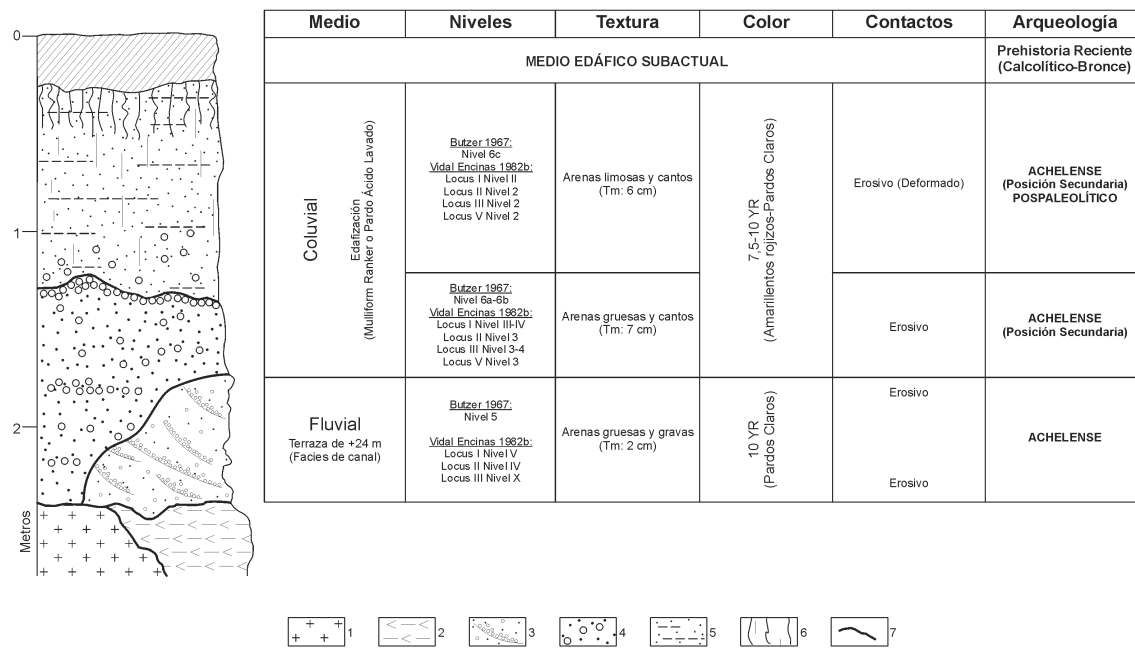 Medio Niveles Textura Color Contactos Arqueología
MEDIO EDÁFICO SUBACTUAL
Prehistoria Reciente
(Calcolítico-Bronce)
Coluvial
Edafización
(Mulliform Ranker o Pardo Ácido Lavado)
Butzer 1967:
Nivel 6c
Vidal Encinas 1982b:
Locus I Nivel II
Locus II Nivel 2
Locus III Nivel 2
Locus V Nivel 2
Arenas limosas y cantos
(Tm: 6 cm)
7,5-10 YR
(Amarillentos rojizos-Pardos Claros)
Erosivo (Deformado)
ACHELENSE
(Posición Secundaria)
POSPALEOLÍTICO
Butzer 1967:
Nivel 6a-6b
Vidal Encinas 1982b:
Locus I Nivel III-IV
Locus II Nivel 3
Locus III Nivel 3-4
Locus V Nivel 3
Arenas gruesas y cantos
(Tm: 7 cm)
Erosivo
ACHELENSE
(Posición Secundaria)
Fluvial
Terraza de +24 m
(Facies de canal)
Butzer 1967:
Nivel 5
Vidal Encinas 1982b:
Locus I Nivel V
Locus II Nivel IV
Locus III Nivel X
Arenas gruesas y gravas
(Tm: 2 cm)
10 YR
(Pardos Claros)
Erosivo
Erosivo
ACHELENSE
0
1
2
Metros
1 2 3 4 5 6 7